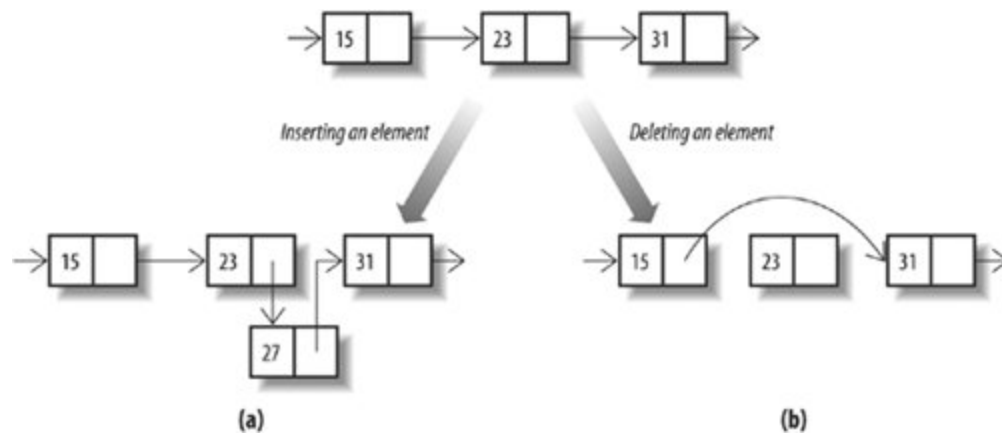 15 23 31
Inserting an element Deleting an element
15 23 31 15 23 31
27
(a) (b)